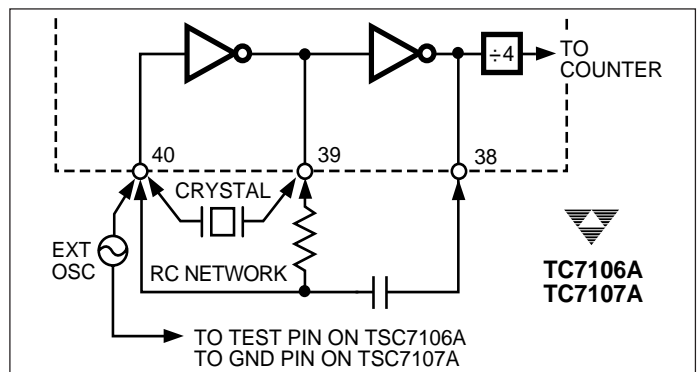 ÷4
TO
COUNTER
40
39
38
CRYSTAL
EXT
OSC
RC NETWORK
TC7106A
TC7107A
TO TEST PIN ON TSC7106A
TO GND PIN ON TSC7107A